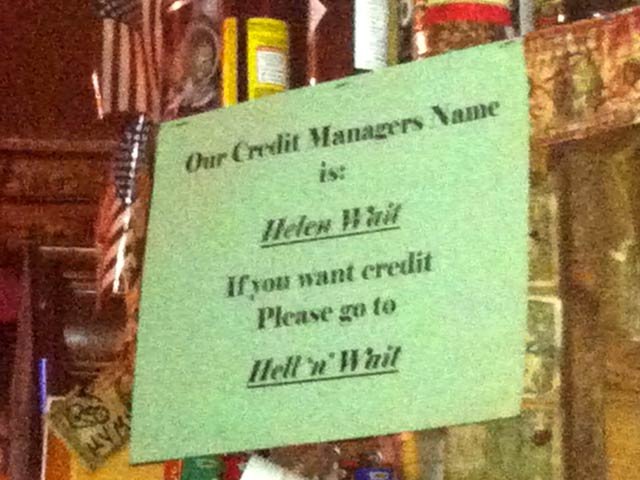 Our Credit Managers Name
is:
Helen Wait
If you want credit
Please go to
Hell 'n' Wait